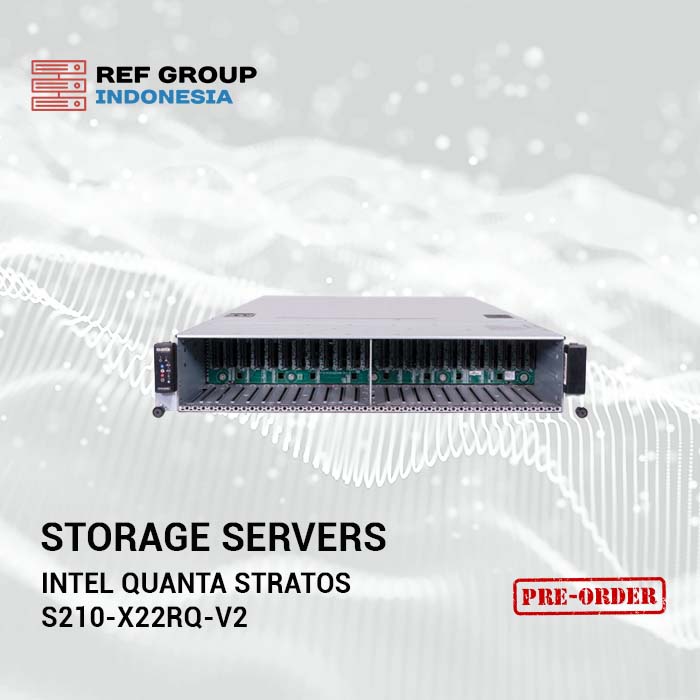 REF GROUP
INDONESIA
STORAGE SERVERS
INTEL QUANTA STRATOS
S210-X22RQ-V2
PRE-ORDER